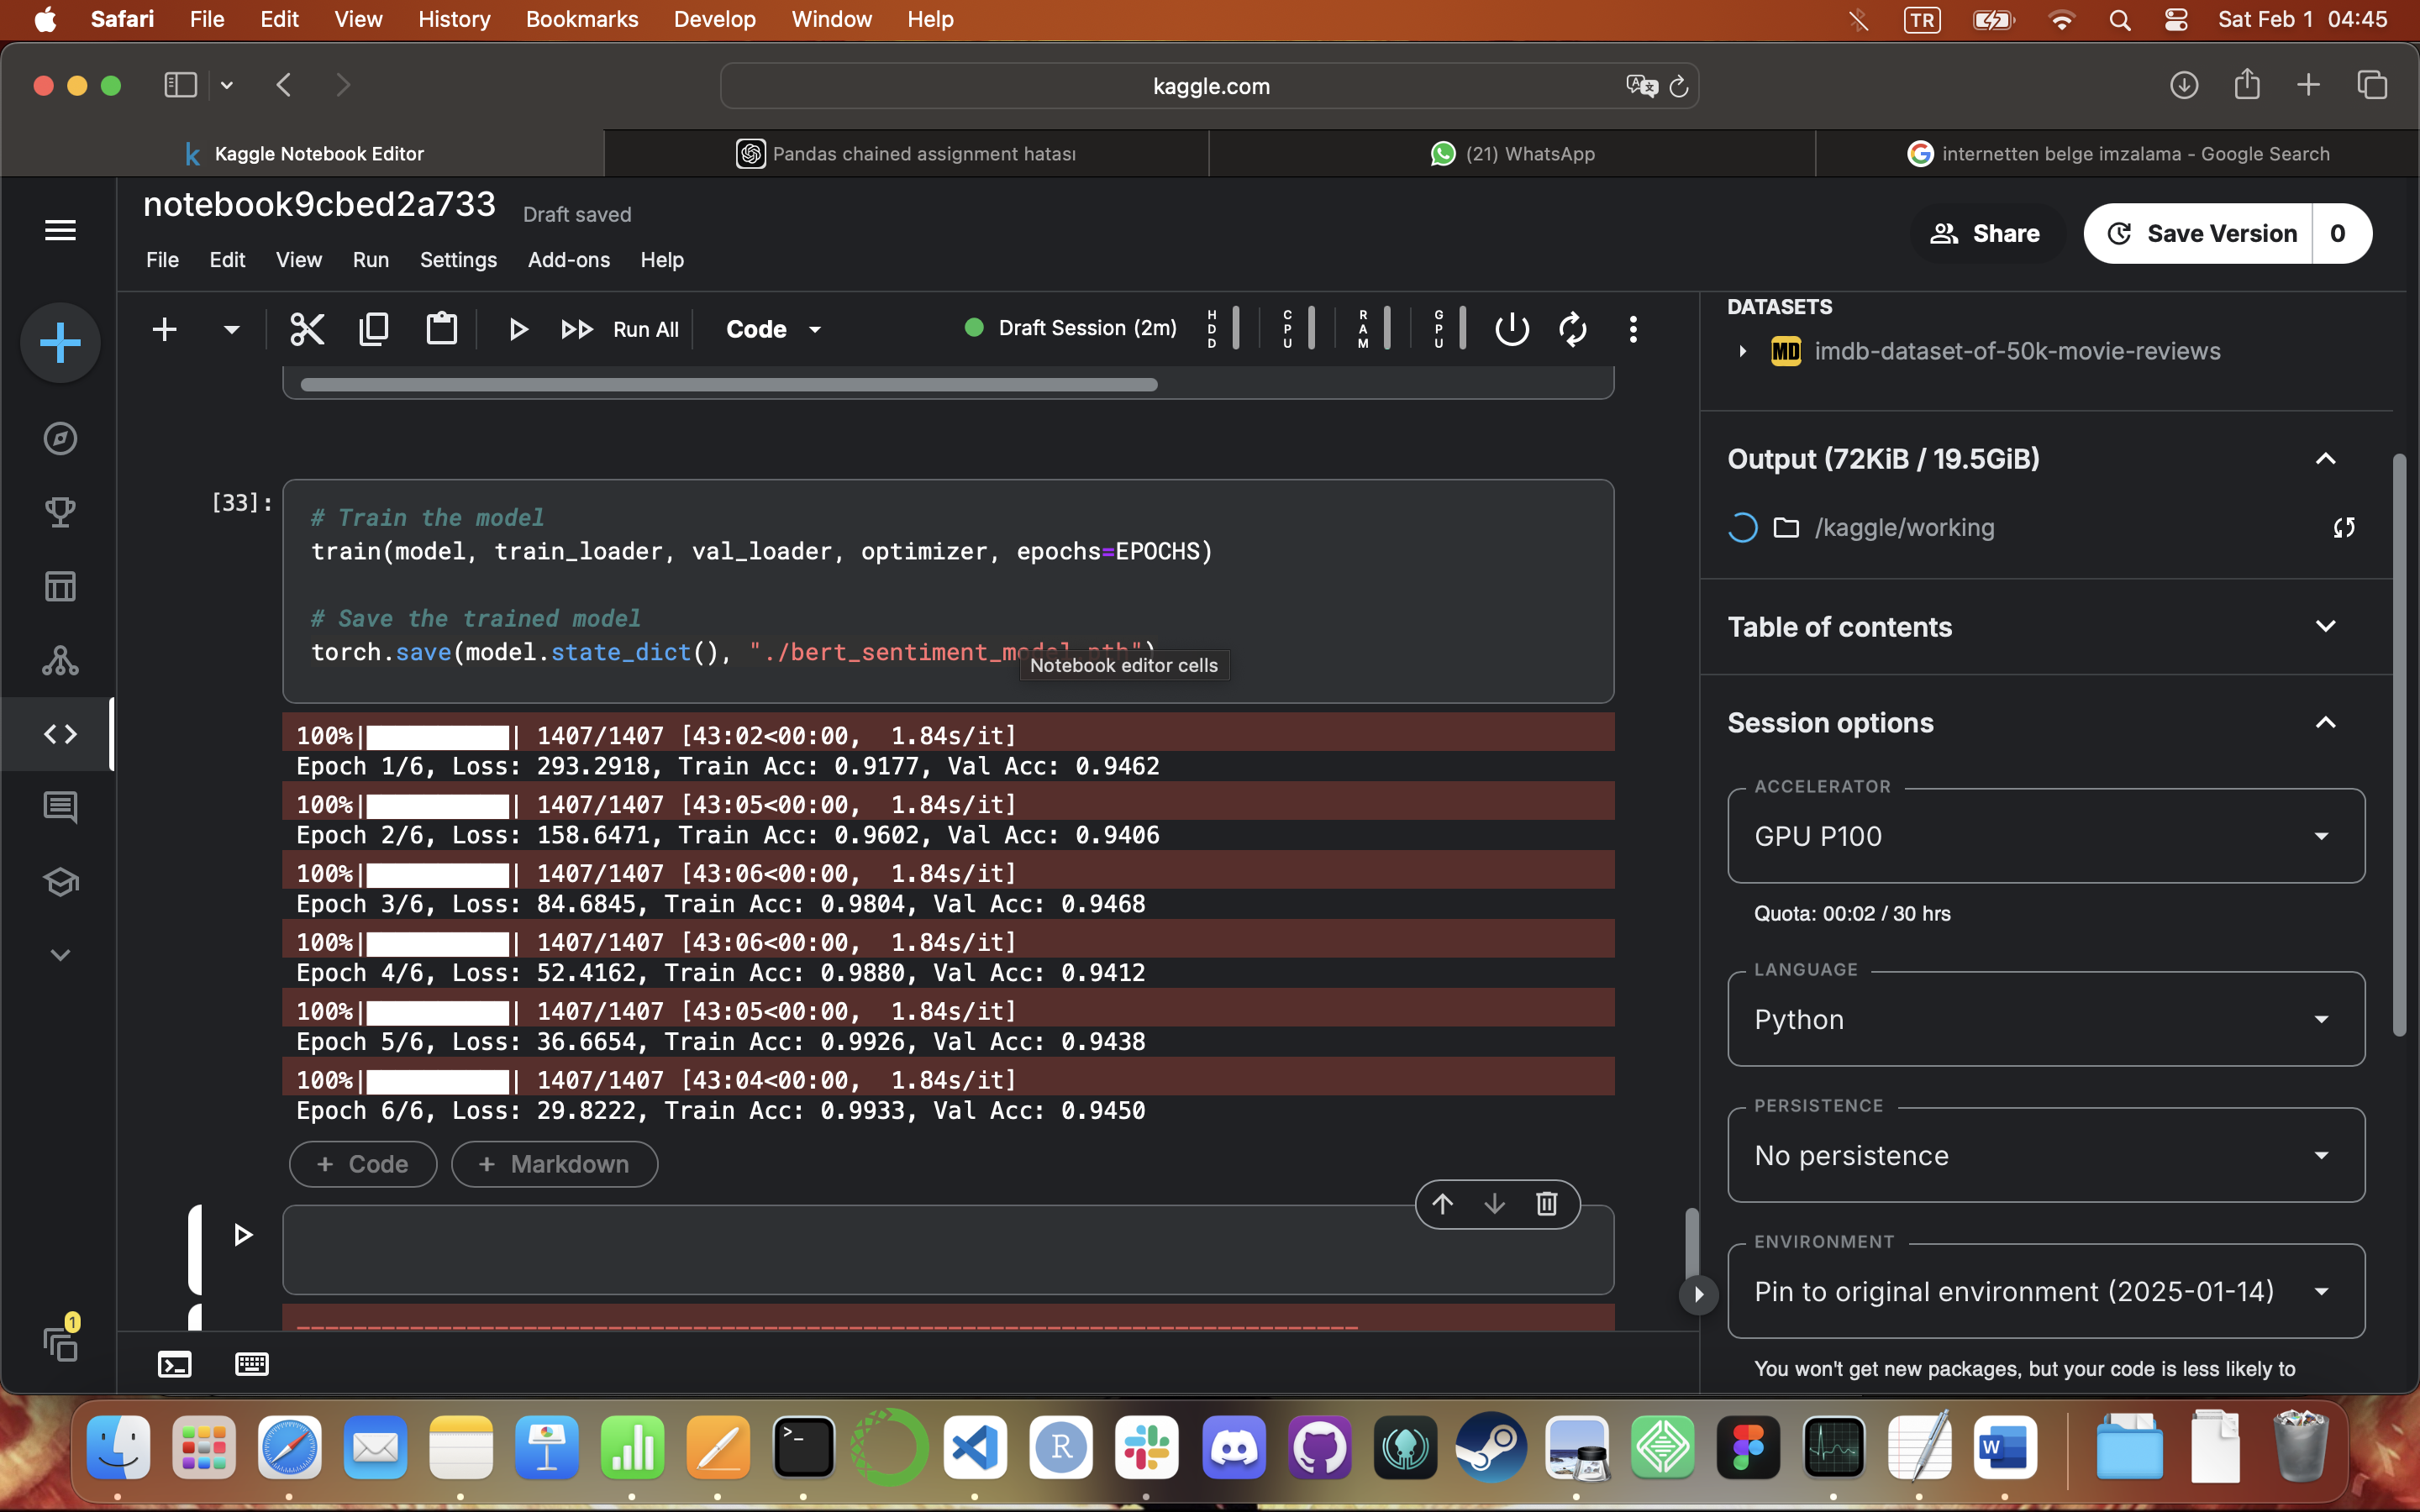 Safari File Edit View History Bookmarks Develop Window Help TR Sat Feb 1 04:45
kaggle.com
Kaggle Notebook Editor
Pandas chained assignment hatası
(21) WhatsApp
internetten belge imzalama - Google Search
notebook9cbed2a733 Draft saved
Share
Save Version 0
File Edit View Run Settings Add-ons Help
Run All Code Draft Session (2m) HDD CPU RAM GPU
DATASETS
MD imdb-dataset-of-50k-movie-reviews
Output (72KiB / 19.5GiB)
/kaggle/working
Table of contents
Session options
ACCELERATOR
GPU P100
Quota: 00:02 / 30 hrs
LANGUAGE
Python
PERSISTENCE
No persistence
ENVIRONMENT
Pin to original environment (2025-01-14)
You won't get new packages, but your code is less likely to
[33]:
# Train the model
train(model, train_loader, val_loader, optimizer, epochs=EPOCHS)
# Save the trained model
torch.save(model.state_dict(), "./bert_sentiment_model.pth")
Notebook editor cells
100%|██████████| 1407/1407 [43:02<00:00,  1.84s/it]
Epoch 1/6, Loss: 293.2918, Train Acc: 0.9177, Val Acc: 0.9462
100%|██████████| 1407/1407 [43:05<00:00,  1.84s/it]
Epoch 2/6, Loss: 158.6471, Train Acc: 0.9602, Val Acc: 0.9406
100%|██████████| 1407/1407 [43:06<00:00,  1.84s/it]
Epoch 3/6, Loss: 84.6845, Train Acc: 0.9804, Val Acc: 0.9468
100%|██████████| 1407/1407 [43:06<00:00,  1.84s/it]
Epoch 4/6, Loss: 52.4162, Train Acc: 0.9880, Val Acc: 0.9412
100%|██████████| 1407/1407 [43:05<00:00,  1.84s/it]
Epoch 5/6, Loss: 36.6654, Train Acc: 0.9926, Val Acc: 0.9438
100%|██████████| 1407/1407 [43:04<00:00,  1.84s/it]
Epoch 6/6, Loss: 29.8222, Train Acc: 0.9933, Val Acc: 0.9450
+ Code + Markdown
1